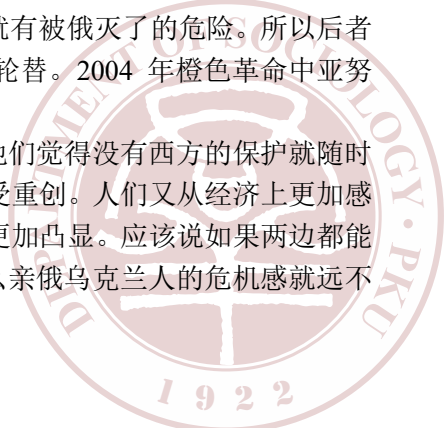 就有被俄灭了的危险。所以后者
轮替。2004 年橙色革命中亚努
他们觉得没有西方的保护就随时
受重创。人们又从经济上更加感
更加凸显。应该说如果两边都能
亲俄乌克兰人的危机感就远不
DEPARTMENT OF SOCIOLOGY · PKU
1922